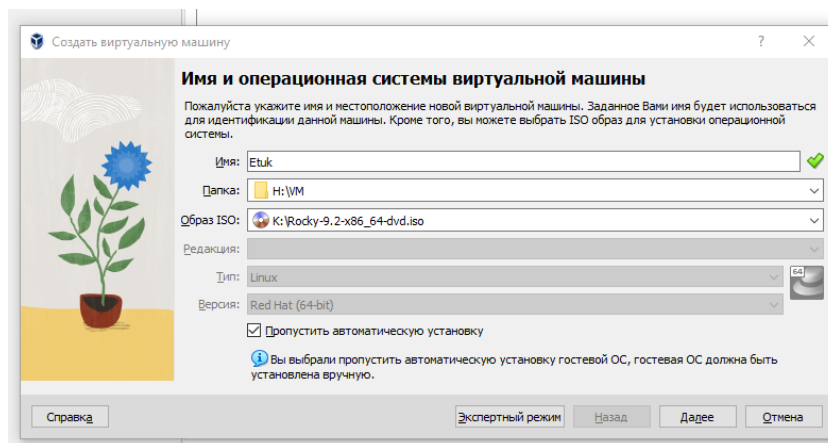 Создать виртуальную машину
?
Имя и операционная системы виртуальной машины
Пожалуйста укажите имя и местоположение новой виртуальной машины. Заданное Вами имя будет использоваться
для идентификации данной машины. Кроме того, вы можете выбрать ISO образ для установки операционной
системы.
Имя: Etuk
Папка: H:\VM
Образ ISO: K:\Rocky-9.2-x86_64-dvd.iso
Редакция:
Тип: Linux
64
Версия: Red Hat (64-bit)
Пропустить автоматическую установку
Вы выбрали пропустить автоматическую установку гостевой ОС, гостевая ОС должна быть
установлена вручную.
Справка Экспертный режим Назад Далее Отмена